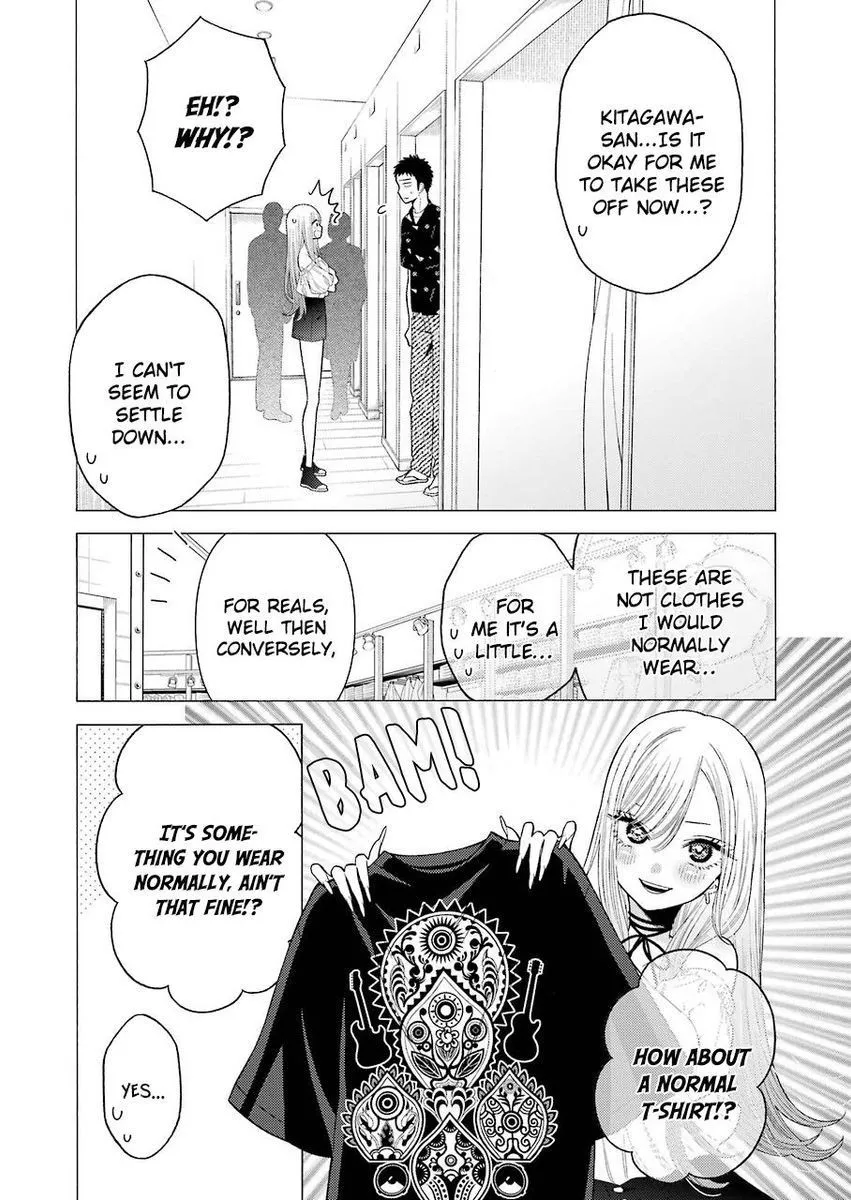 KITAGAWA-
SAN...IS IT
OKAY FOR ME
TO TAKE THESE
OFF NOW...?
EH!?
WHY!?
I CAN'T
SEEM TO
SETTLE
DOWN...
THESE ARE
NOT CLOTHES
I WOULD
NORMALLY
WEAR...
FOR
ME IT'S A
LITTLE...
FOR REALS,
WELL THEN
CONVERSELY,
BAM!
HOW ABOUT
A NORMAL
T-SHIRT!?
IT'S SOME-
THING YOU WEAR
NORMALLY, AIN'T
THAT FINE!?
YES...